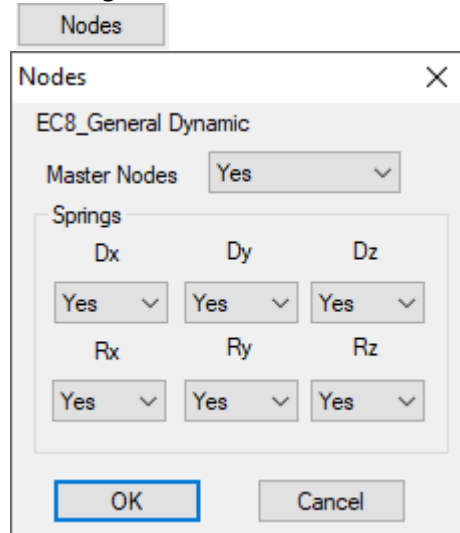 Nodes
Nodes
EC8_General Dynamic
Master Nodes Yes
Springs
Dx Dy Dz
Yes Yes Yes
Rx Ry Rz
Yes Yes Yes
OK Cancel